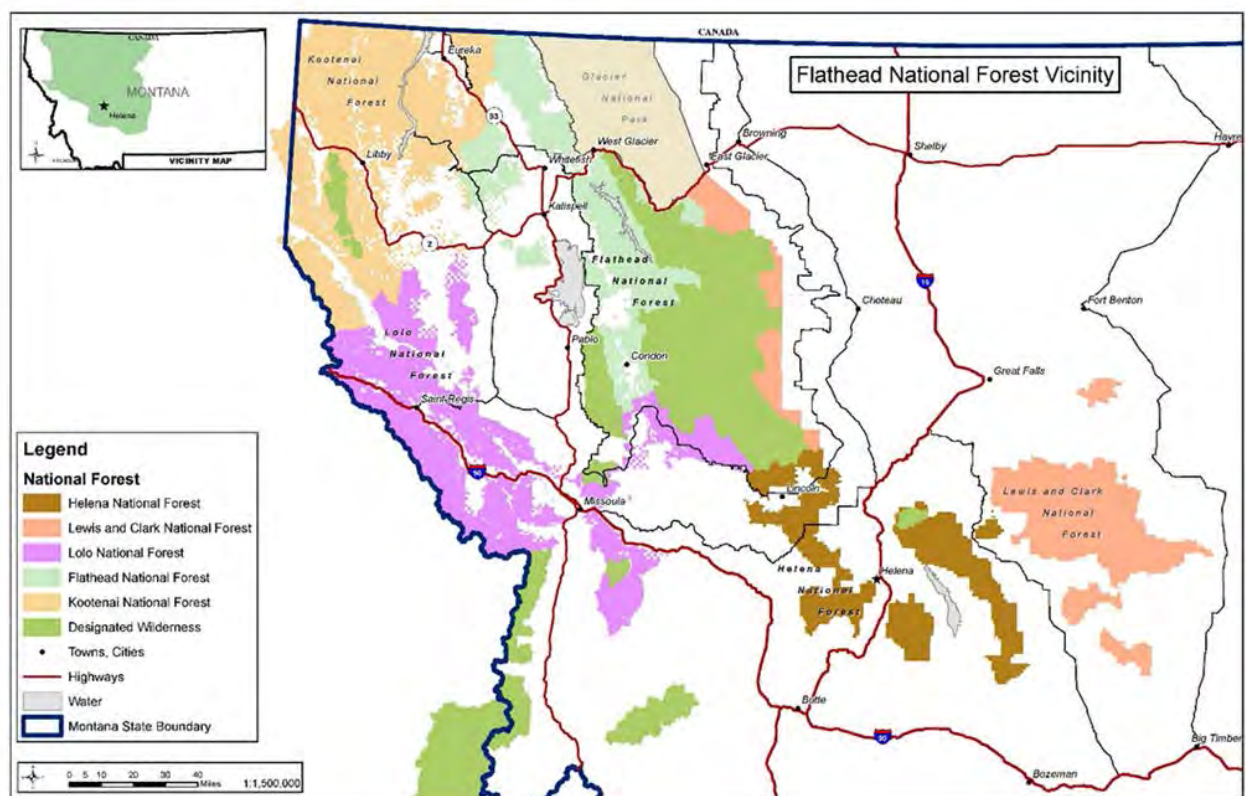 CANADA
MONTANA
Helena
VICINITY MAP
CANADA
Flathead National Forest Vicinity
Kootenai
National
Forest
Eureka
93
Glacier
National
Park
West Glacier
East Glacier
Browning
Shelby
Havre
Libby
Whitefish
Kalispell
2
Flathead
National
Forest
15
Choteau
Fort Benton
Lolo
National
Forest
Pablo
Condon
Great Falls
Saint Regis
90
Missoula
Lincoln
Lewis and Clark
National
Forest
Helena
National
Forest
Helena
Butte
90
Bozeman
Big Timber
Legend
National Forest
Helena National Forest
Lewis and Clark National Forest
Lolo National Forest
Flathead National Forest
Kootenai National Forest
Designated Wilderness
Towns, Cities
Highways
Water
Montana State Boundary
0 5 10 20 30 40
Miles
1:1,500,000